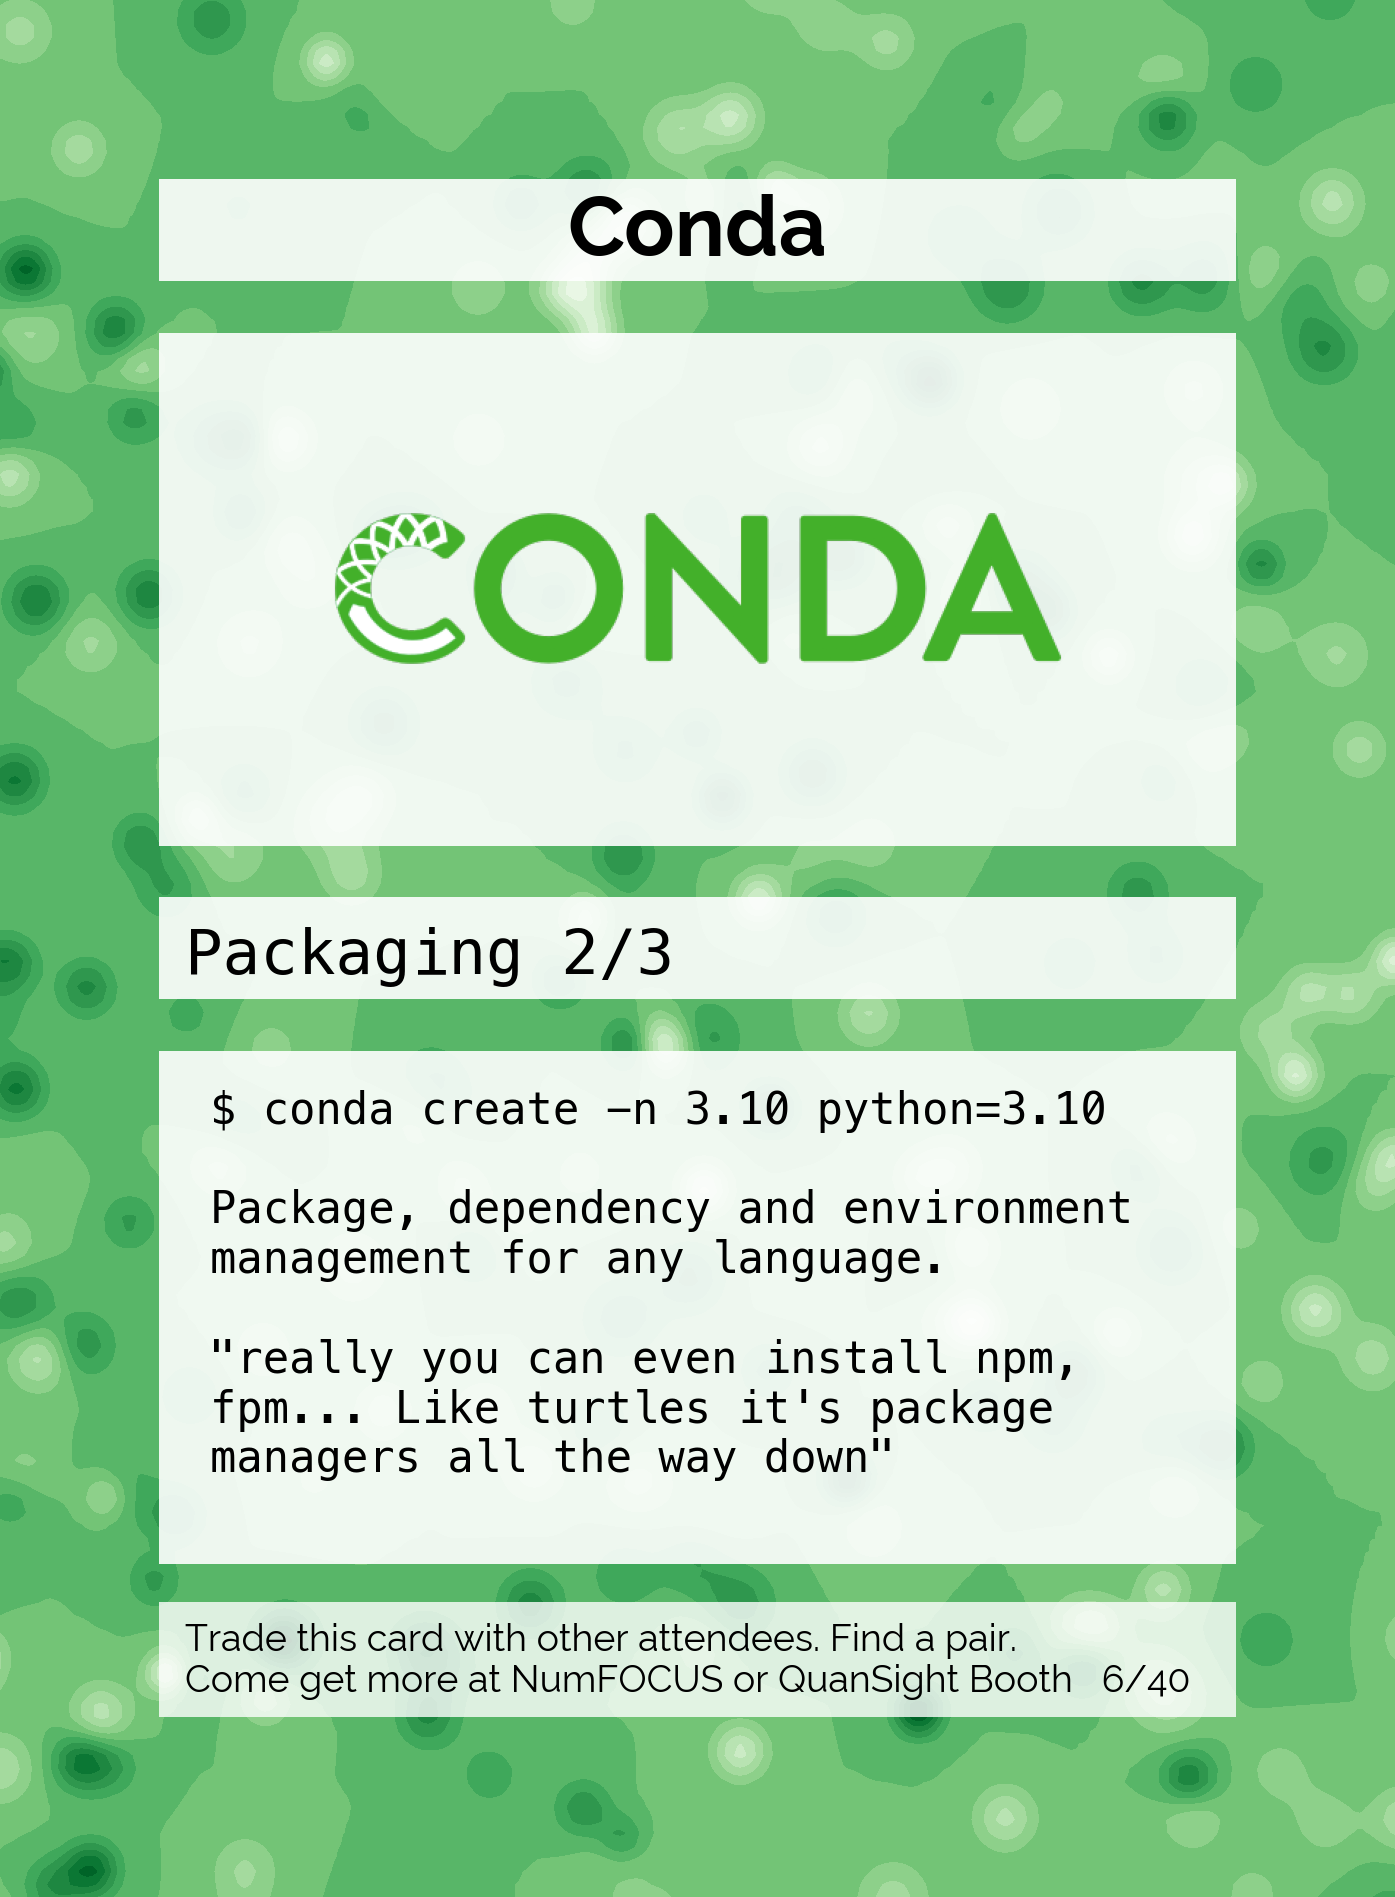 Conda
CONDA
Packaging 2/3
$ conda create −n 3.10 python=3.10
Package, dependency and environment
management for any language.
"really you can even install npm,
fpm... Like turtles it's package
managers all the way down"
Trade this card with other attendees. Find a pair.
Come get more at NumFOCUS or QuanSight Booth 6/40